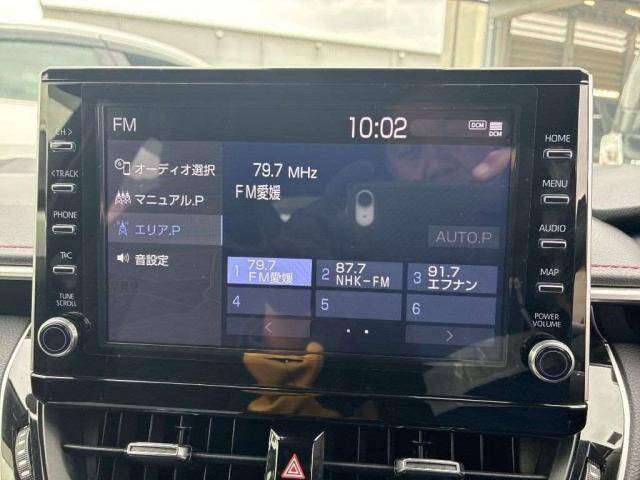 FM
10:02
DCM
DCM
オーディオ選択
マニュアル.P
エリア.P
音設定
79.7 MHz
FM愛媛
AUTO.P
1 79.7 FM愛媛
2 87.7 NHK-FM
3 91.7 エフナン
4
5
6
<
>
CH >
< TRACK
PHONE
TUNE
SCROLL
HOME
MENU
AUDIO
MAP
POWER
VOLUME